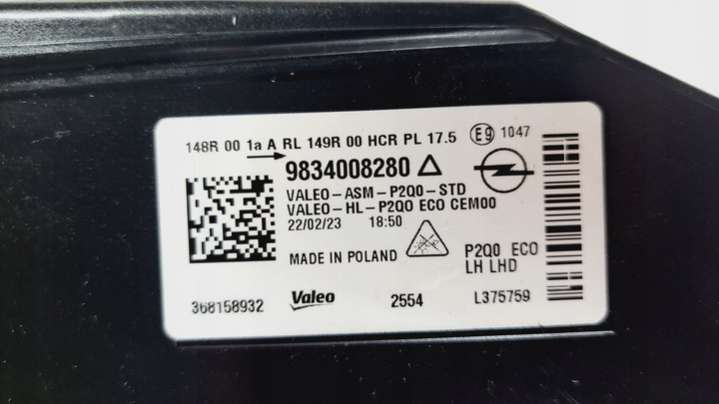 148R 00 1a A RL 149R 00 HCR PL 17.5 E9 1047
9834008280
VALEO-ASM-P2Q0-STD
VALEO-HL-P2Q0 ECO CEM00
22/02/23 18:50
MADE IN POLAND
P2Q0 ECO
LH LHD
368158932 Valeo 2554 L375759